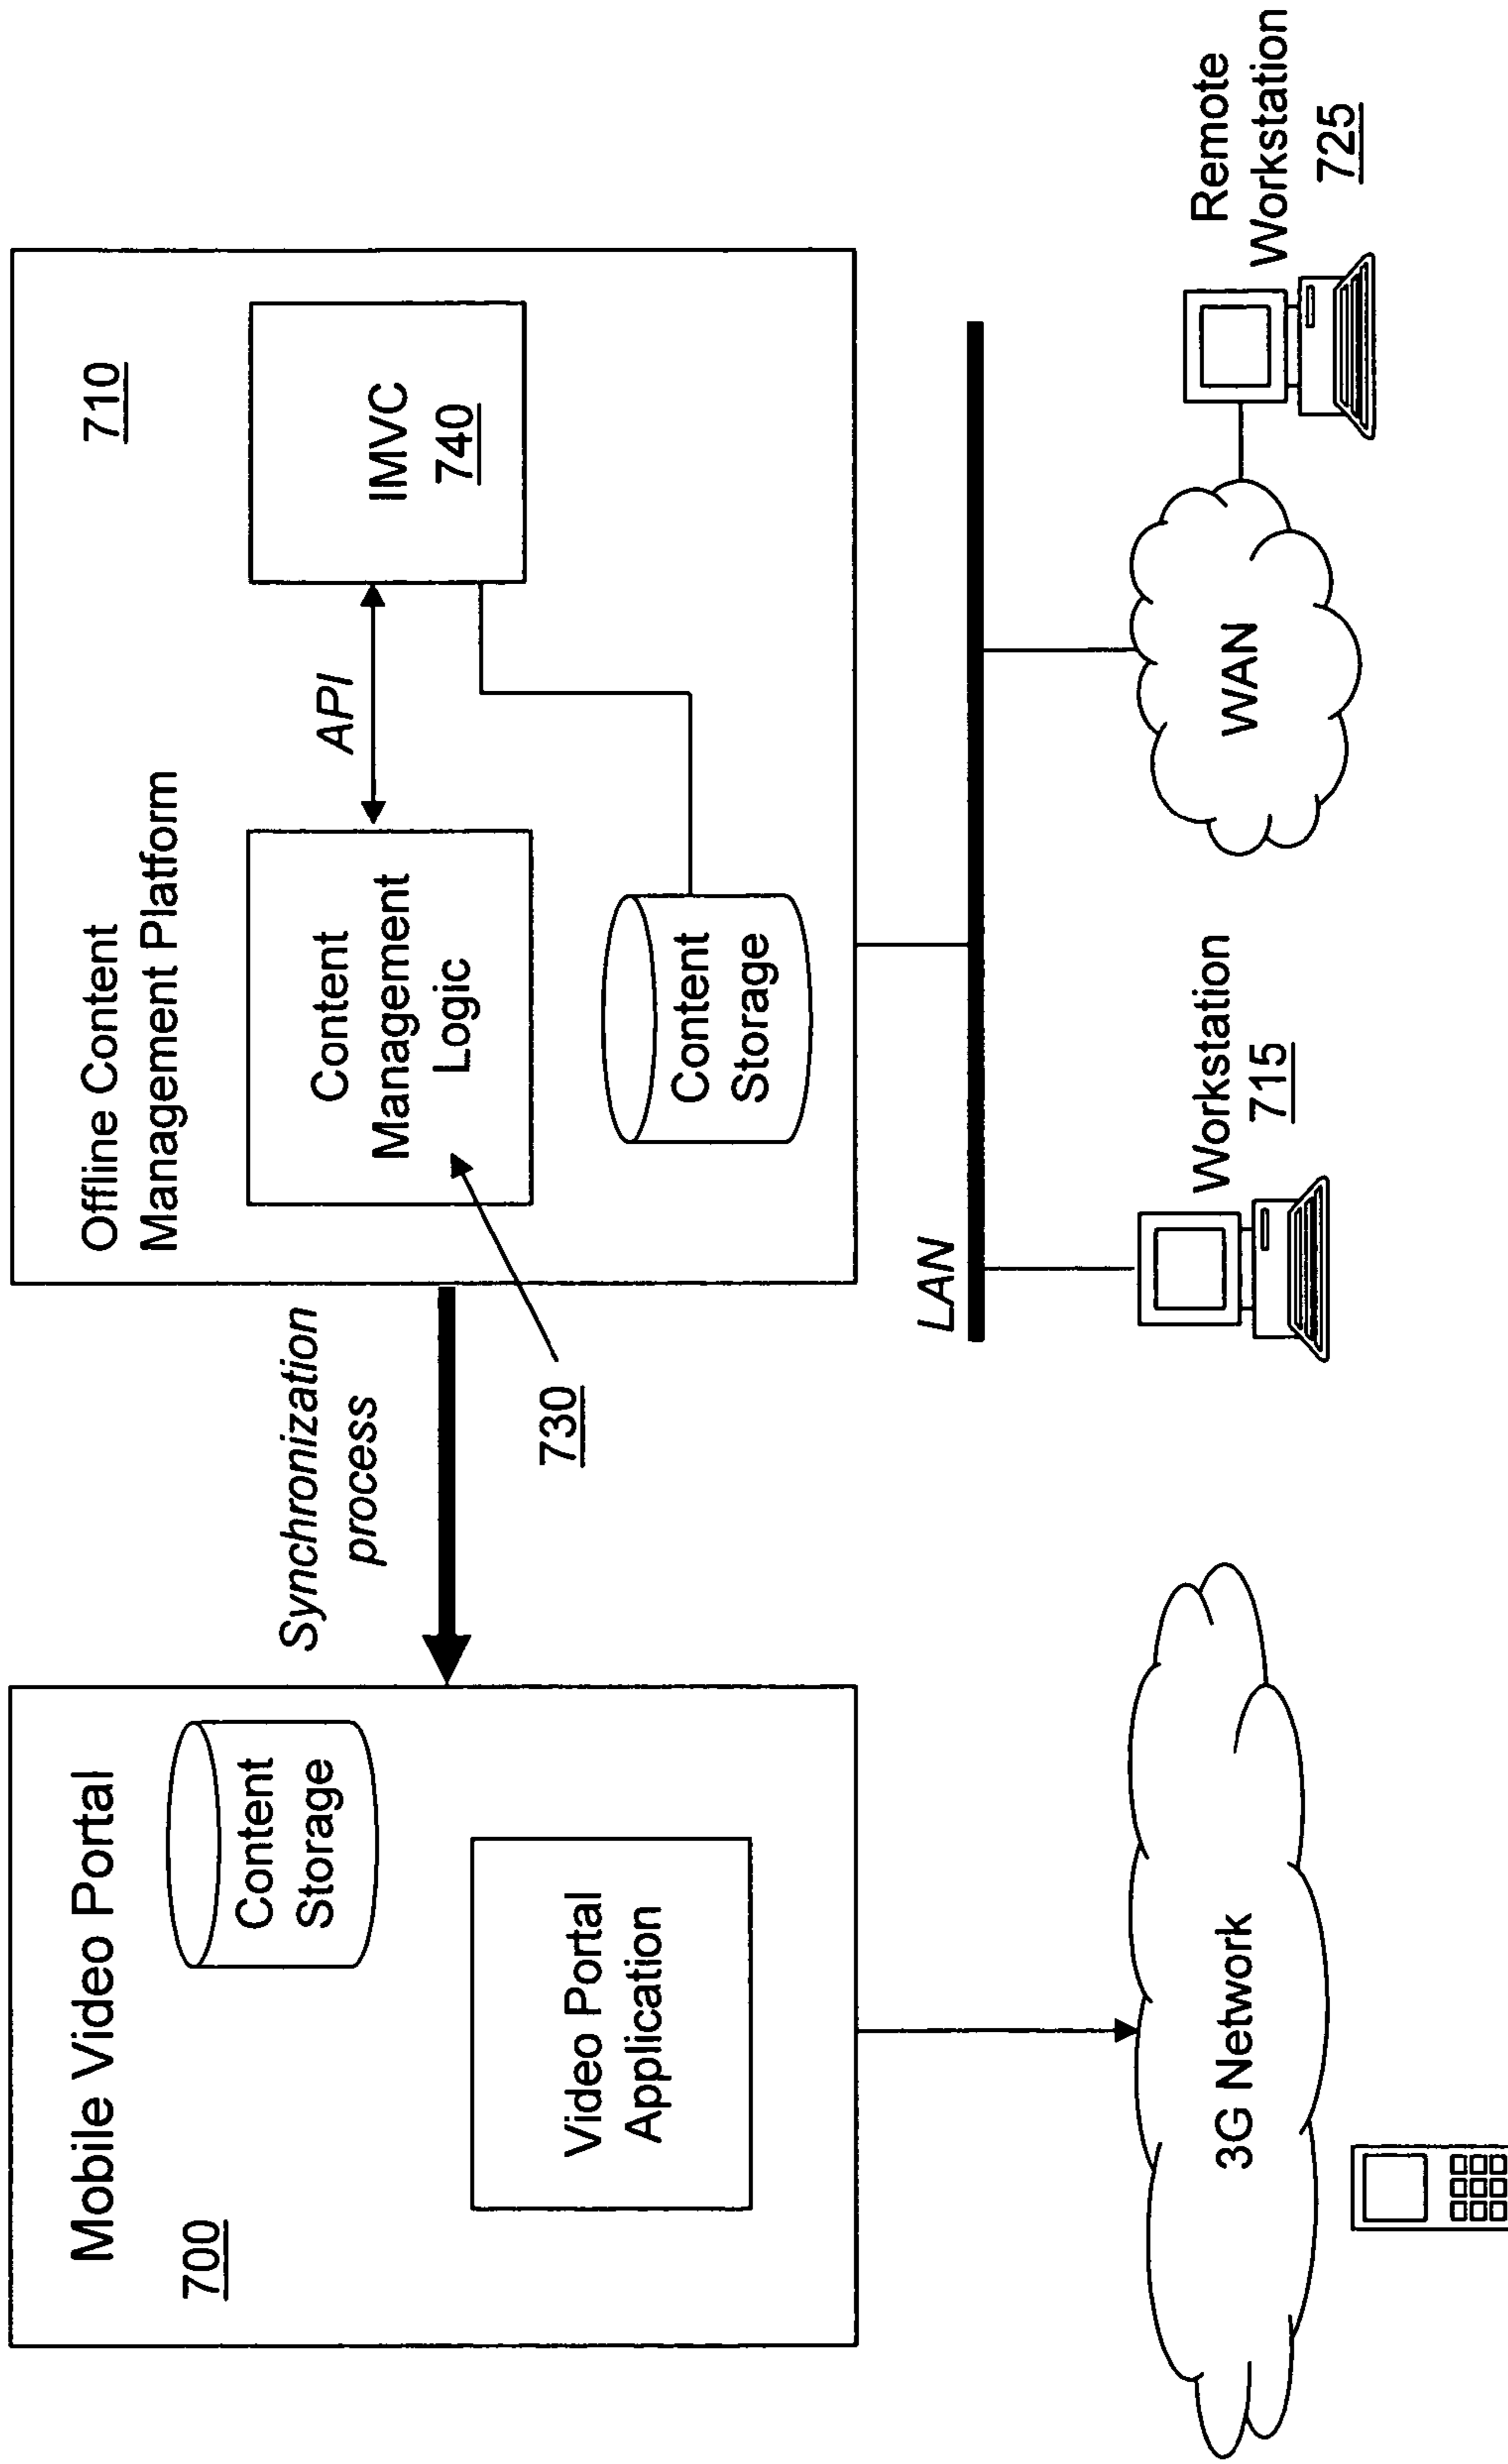 Mobile Video Portal
700
Content
Storage
Video Portal
Application
Synchronization
process
730
Offline Content
Management Platform
710
Content
Management
Logic
API
IMVC
740
Content
Storage
LAN
3G Network
Workstation
715
WAN
Remote
Workstation
725